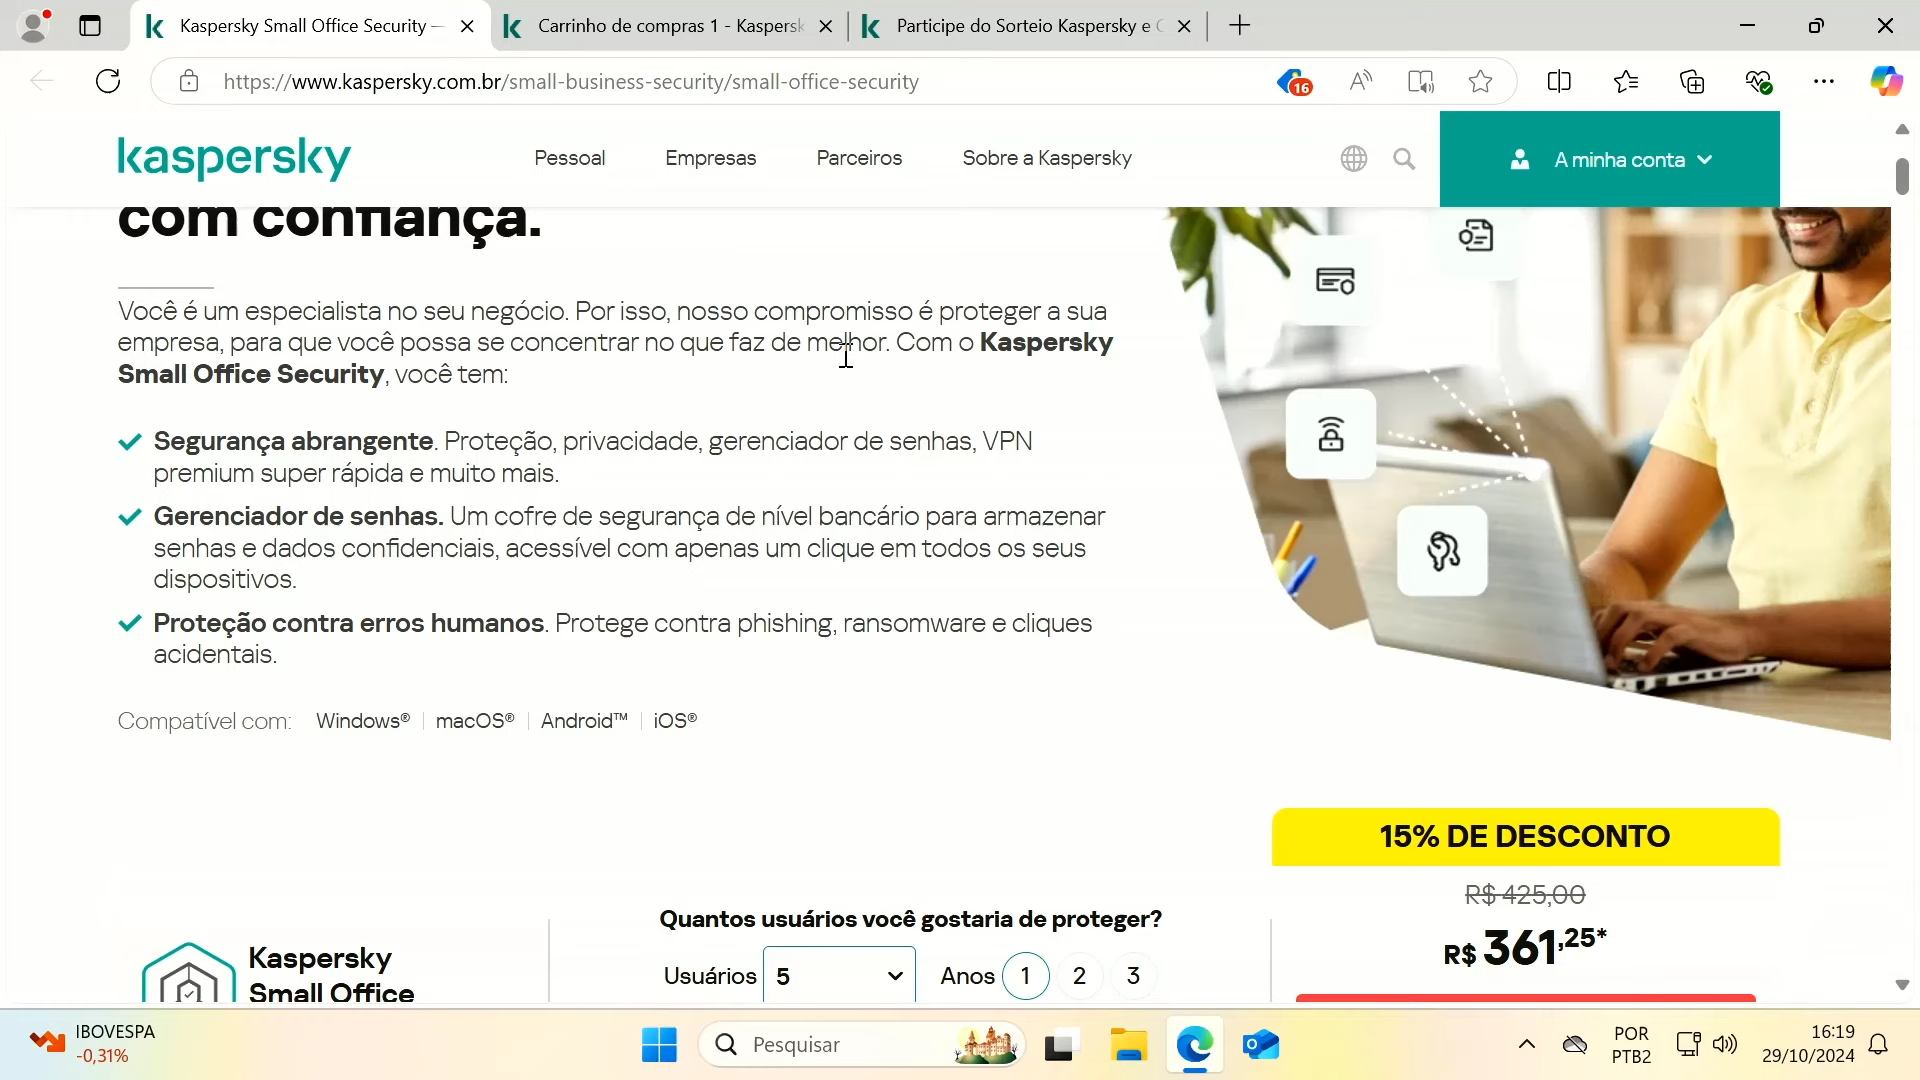 Kaspersky Small Office Security —
Carrinho de compras 1 - Kaspersk
Participe do Sorteio Kaspersky e
https://www.kaspersky.com.br/small-business-security/small-office-security
16
kaspersky
Pessoal
Empresas
Parceiros
Sobre a Kaspersky
A minha conta
com confiança.
Você é um especialista no seu negócio. Por isso, nosso compromisso é proteger a sua
empresa, para que você possa se concentrar no que faz de melhor. Com o Kaspersky
Small Office Security, você tem:
Segurança abrangente. Proteção, privacidade, gerenciador de senhas, VPN
premium super rápida e muito mais.
Gerenciador de senhas. Um cofre de segurança de nível bancário para armazenar
senhas e dados confidenciais, acessível com apenas um clique em todos os seus
dispositivos.
Proteção contra erros humanos. Protege contra phishing, ransomware e cliques
acidentais.
Compatível com: Windows® macOS® Android™ iOS®
15% DE DESCONTO
R$ 425,00
R$ 361,25*
Quantos usuários você gostaria de proteger?
Usuários 5 Anos 1 2 3
Kaspersky
Small Office
IBOVESPA
-0,31%
Pesquisar
POR
PTB2
16:19
29/10/2024